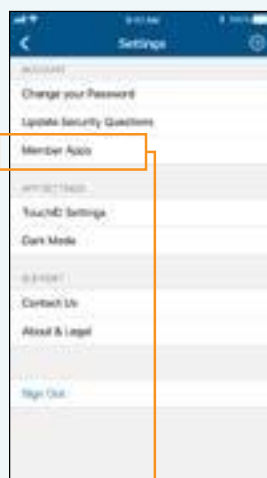 Settings
ACCOUNT
Change your Password
Update Security Questions
Member Apps
APP SETTINGS
TouchID Settings
Dark Mode
SUPPORT
Contact Us
About & Legal
Sign Out